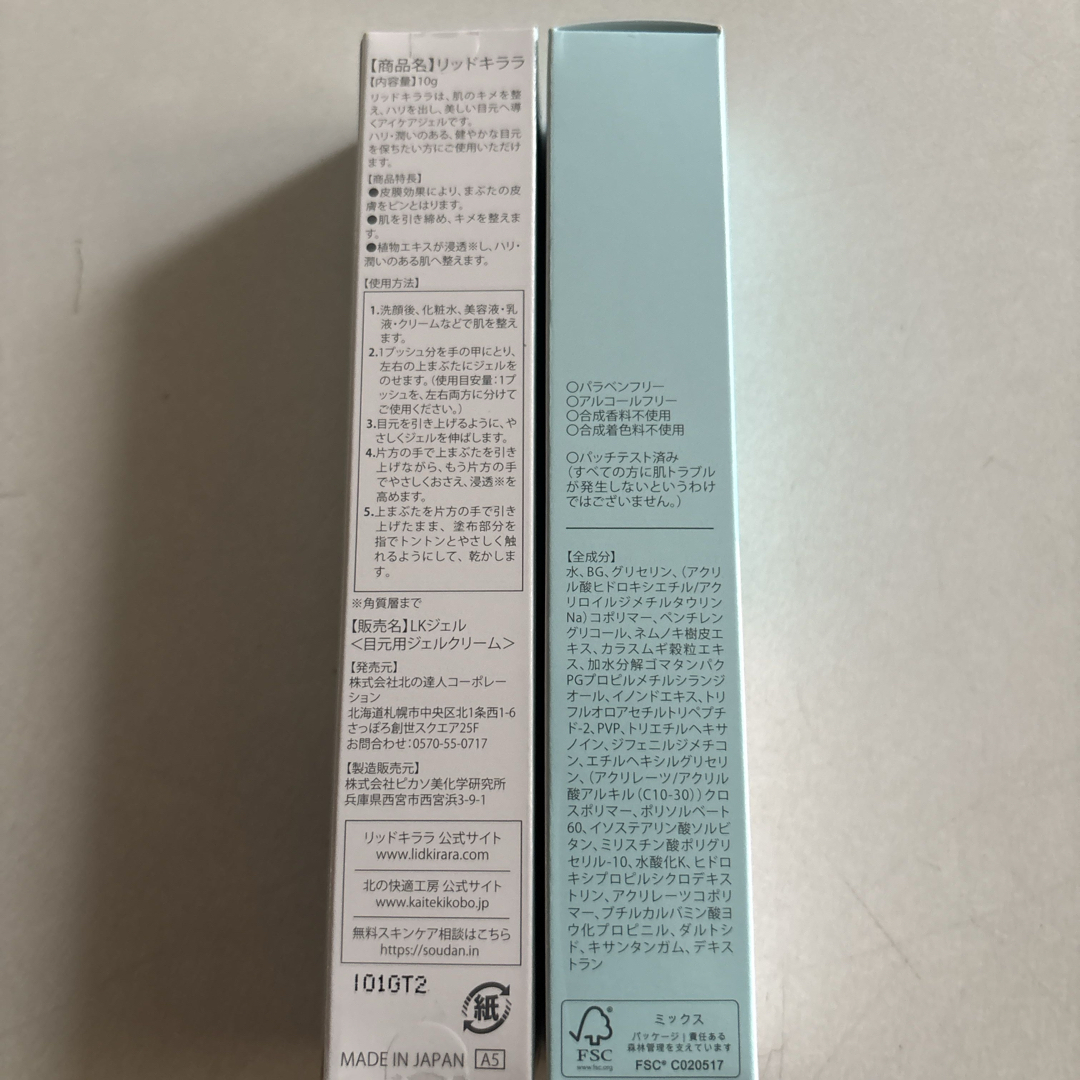 【商品名】リッドキララ
【内容量】10g
リッドキララは、肌のキメを整
え、ハリを出し、美しい目元へ導
くアイケアジェルです。
ハリ・潤いのある、健やかな目元
を保ちたい方にご使用いただけ
ます。
【商品特長】
●皮膜効果により、まぶたの皮
膚をピンとはります。
●肌を引き締め、キメを整えま
す。
●植物エキスが浸透※し、ハリ・
潤いのある肌へ整えます。
【使用方法】
1.洗顔後、化粧水、美容液・乳
液・クリームなどで肌を整え
ます。
2.1プッシュ分を手の甲にとり、
左右の上まぶたにジェルを
のせます。(使用目安量:1プ
ッシュを、左右両方に分けて
ご使用ください。)
3.目元を引き上げるように、や
さしくジェルを伸ばします。
4.片方の手で上まぶたを引き
上げながら、もう片方の手
でやさしくおさえ、浸透※を
高めます。
5.上まぶたを片方の手で引き
上げたまま、塗布部分を
指でトントンとやさしく触
れるようにして、乾かしま
す。
※角質層まで
【販売名】LKジェル
<目元用ジェルクリーム>
【発売元】
株式会社北の達人コーポレー
ション
北海道札幌市中央区北1条西1-6
さっぽろ創世スクエア25F
お問合わせ:0570-55-0717
【製造販売元】
株式会社ピカソ美化学研究所
兵庫県西宮市西宮浜3-9-1
リッドキララ 公式サイト
www.lidkirara.com
北の快適工房 公式サイト
www.kaitekikobo.jp
無料スキンケア相談はこちら
https://soudan.in
101GT2
紙
MADE IN JAPAN A5
○パラベンフリー
○アルコールフリー
○合成香料不使用
○合成着色料不使用
○パッチテスト済み
(すべての方に肌トラブル
が発生しないというわけ
ではございません。)
【全成分】
水、BG、グリセリン、(アクリ
ル酸ヒドロキシエチル/アク
リロイルジメチルタウリン
Na)コポリマー、ペンチレン
グリコール、ネムノキ樹皮エ
キス、カラスムギ穀粒エキ
ス、加水分解ゴマタンパク
PGプロピルメチルシランジ
オール、イノンドエキス、トリ
フルオロアセチルトリペプチ
ド-2、PVP、トリエチルヘキサ
ノイン、ジフェニルジメチコ
ン、エチルヘキシルグリセリ
ン、(アクリレーツ/アクリル
酸アルキル(C10-30))クロ
スポリマー、ポリソルベート
60、イソステアリン酸ソルビ
タン、ミリスチン酸ポリグリ
セリル-10、水酸化K、ヒドロ
キシプロピルシクロデキス
トリン、アクリレーツコポリ
マー、ブチルカルバミン酸ヨ
ウ化プロピニル、ダルトシ
ド、キサンタンガム、デキス
トラン
FSC
www.fsc.org
ミックス
パッケージ|責任ある
森林管理を支えています
FSC® C020517